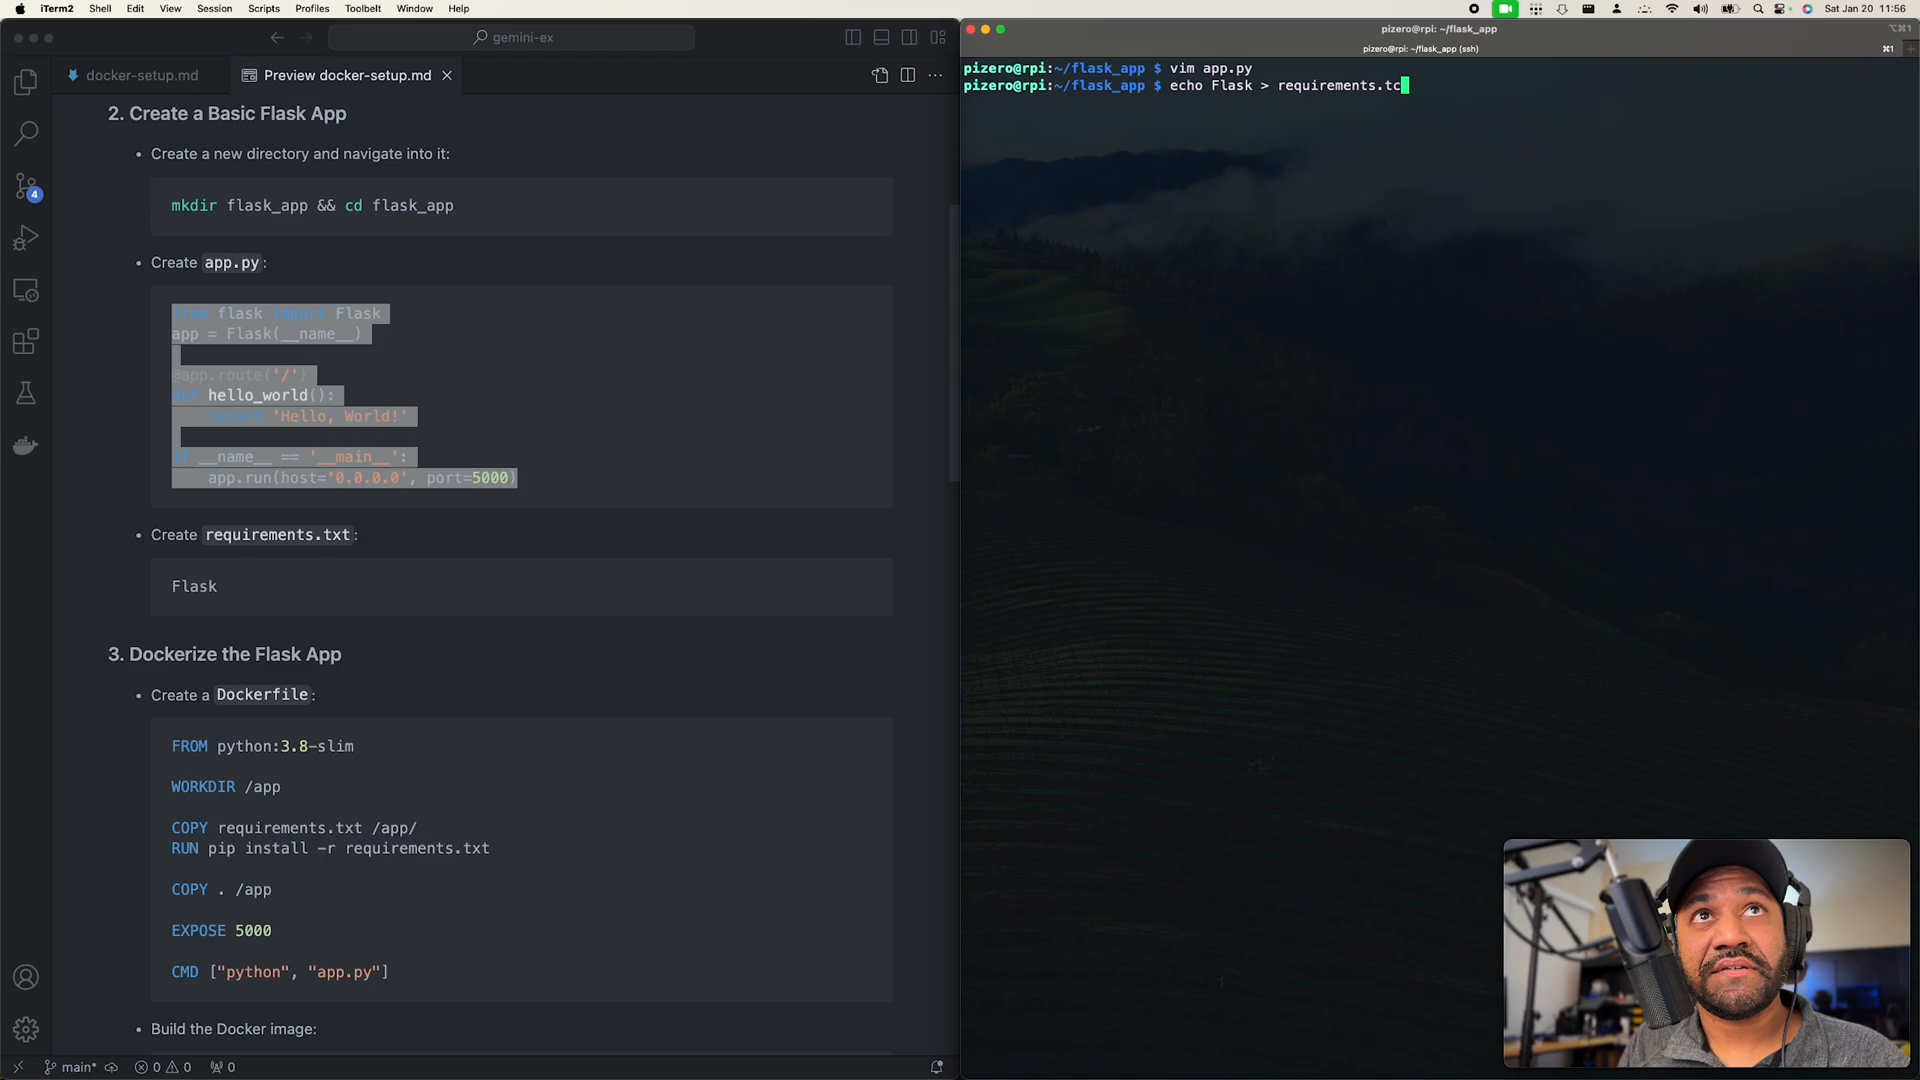 iTerm2 Shell Edit View Session Scripts Profiles Toolbelt Window Help
Sat Jan 20 11:56
gemini-ex
docker-setup.md
Preview docker-setup.md
2. Create a Basic Flask App
• Create a new directory and navigate into it:
mkdir flask_app && cd flask_app
• Create app.py:
from flask import Flask
app = Flask(__name__)
@app.route('/')
def hello_world():
return 'Hello, World!'
if __name__ == '__main__':
app.run(host='0.0.0.0', port=5000)
• Create requirements.txt:
Flask
3. Dockerize the Flask App
• Create a Dockerfile:
FROM python:3.8-slim
WORKDIR /app
COPY requirements.txt /app/
RUN pip install -r requirements.txt
COPY . /app
EXPOSE 5000
CMD ["python", "app.py"]
• Build the Docker image:
4
main* 0 0 0
pizero@rpi: ~/flask_app
⌥⌘1
pizero@rpi: ~/flask_app (ssh)
⌘1
pizero@rpi:~/flask_app $ vim app.py
pizero@rpi:~/flask_app $ echo Flask > requirements.tc